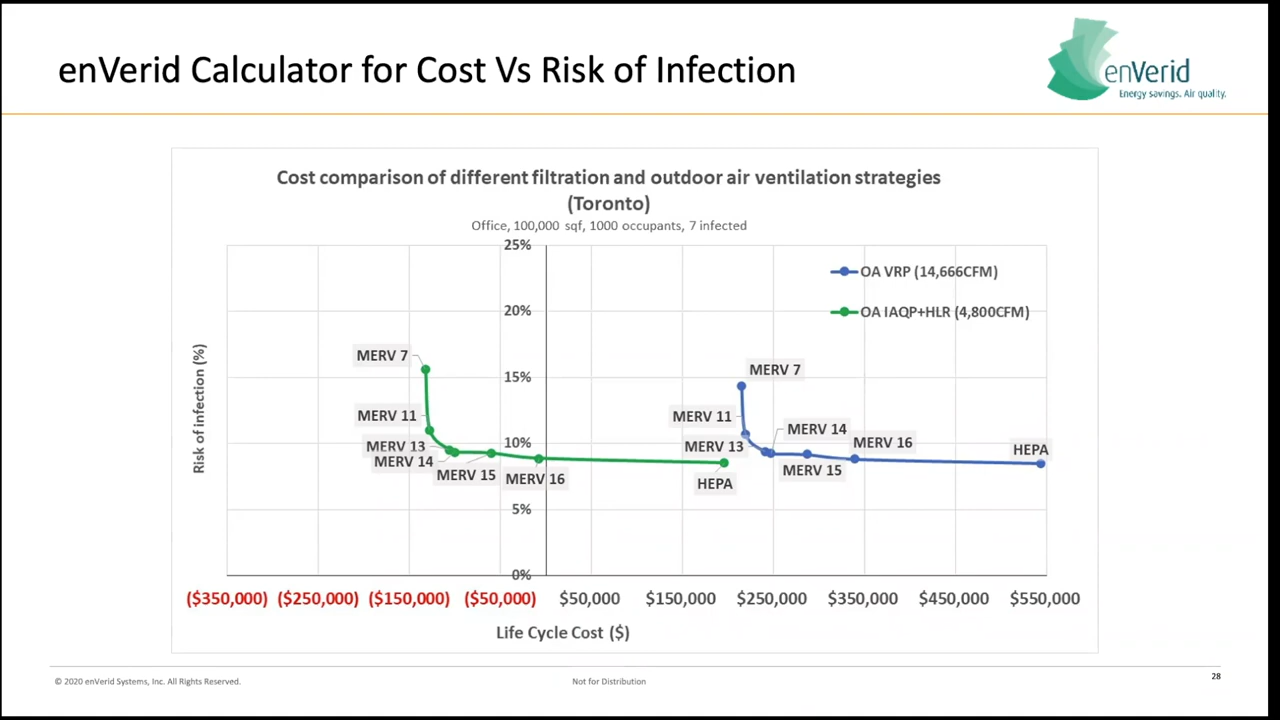 enVerid Calculator for Cost Vs Risk of Infection
enVerid
Energy savings. Air quality.
Cost comparison of different filtration and outdoor air ventilation strategies
(Toronto)
Office, 100,000 sqf, 1000 occupants, 7 infected
25%
20%
15%
10%
5%
0%
Risk of infection (%)
OA VRP (14,666CFM)
OA IAQP+HLR (4,800CFM)
MERV 7
MERV 11
MERV 13
MERV 14
MERV 15
MERV 16
HEPA
MERV 7
MERV 11
MERV 13
MERV 14
MERV 15
MERV 16
HEPA
($350,000) ($250,000) ($150,000) ($50,000) $50,000 $150,000 $250,000 $350,000 $450,000 $550,000
Life Cycle Cost ($)
© 2020 enVerid Systems, Inc. All Rights Reserved.
Not for Distribution
28